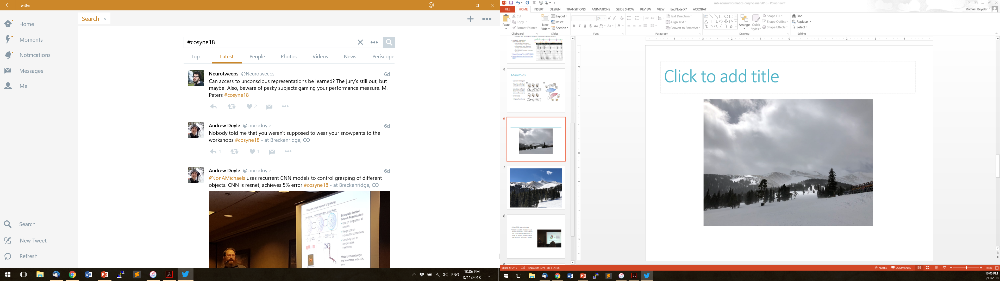 Twitter
Search
Home
Moments
Notifications
Messages
Me
Search
New Tweet
Refresh
#cosyne18
Top Latest People Photos Videos News Periscope
Neurotweeps @Neurotweeps 6d
Can access to unconscious representations be learned? The jury's still out, but
maybe! Also, beware of pesky subjects gaming your performance measure. M.
Peters #cosyne18
2
Andrew Doyle @crocodoyle 6d
Nobody told me that you weren't supposed to wear your snowpants to the
workshops #cosyne18 - at Breckenridge, CO
1 1
Andrew Doyle @crocodoyle 6d
@JonAMichaels uses recurrent CNN models to control grasping of different
objects. CNN is resnet, achieves 5% error #cosyne18 - at Breckenridge, CO
Recurrent neural network for grasping
Biologically-Inspired
Network Regularizations
Cost on firing rate of all
neurons
Weight cost on
input/output connections
Sensitivity cost on
complex state
trajectories
Model produced single-
trial kinematics with ~5%
error
ENG
10:06 PM
3/11/2018
mb-neuroinformatics-cosyne-mar2018 - PowerPoint
FILE HOME INSERT DESIGN TRANSITIONS ANIMATIONS SLIDE SHOW REVIEW VIEW EndNote X7 ACROBAT
Michael Beyeler
Paste
Cut
Copy
Format Painter
Clipboard
New
Slide
Layout
Reset
Section
Slides
24
Font
Text Direction
Align Text
Convert to SmartArt
Paragraph
Arrange
Quick
Styles
Shape Fill
Shape Outline
Shape Effects
Drawing
Find
Replace
Select
Editing
5
Manifolds
6
7
8
Manifolds are not scary
Click to add title
SLIDE 6 OF 9 ENGLISH (UNITED STATES)
NOTES COMMENTS 115%
10:06 PM
3/11/2018